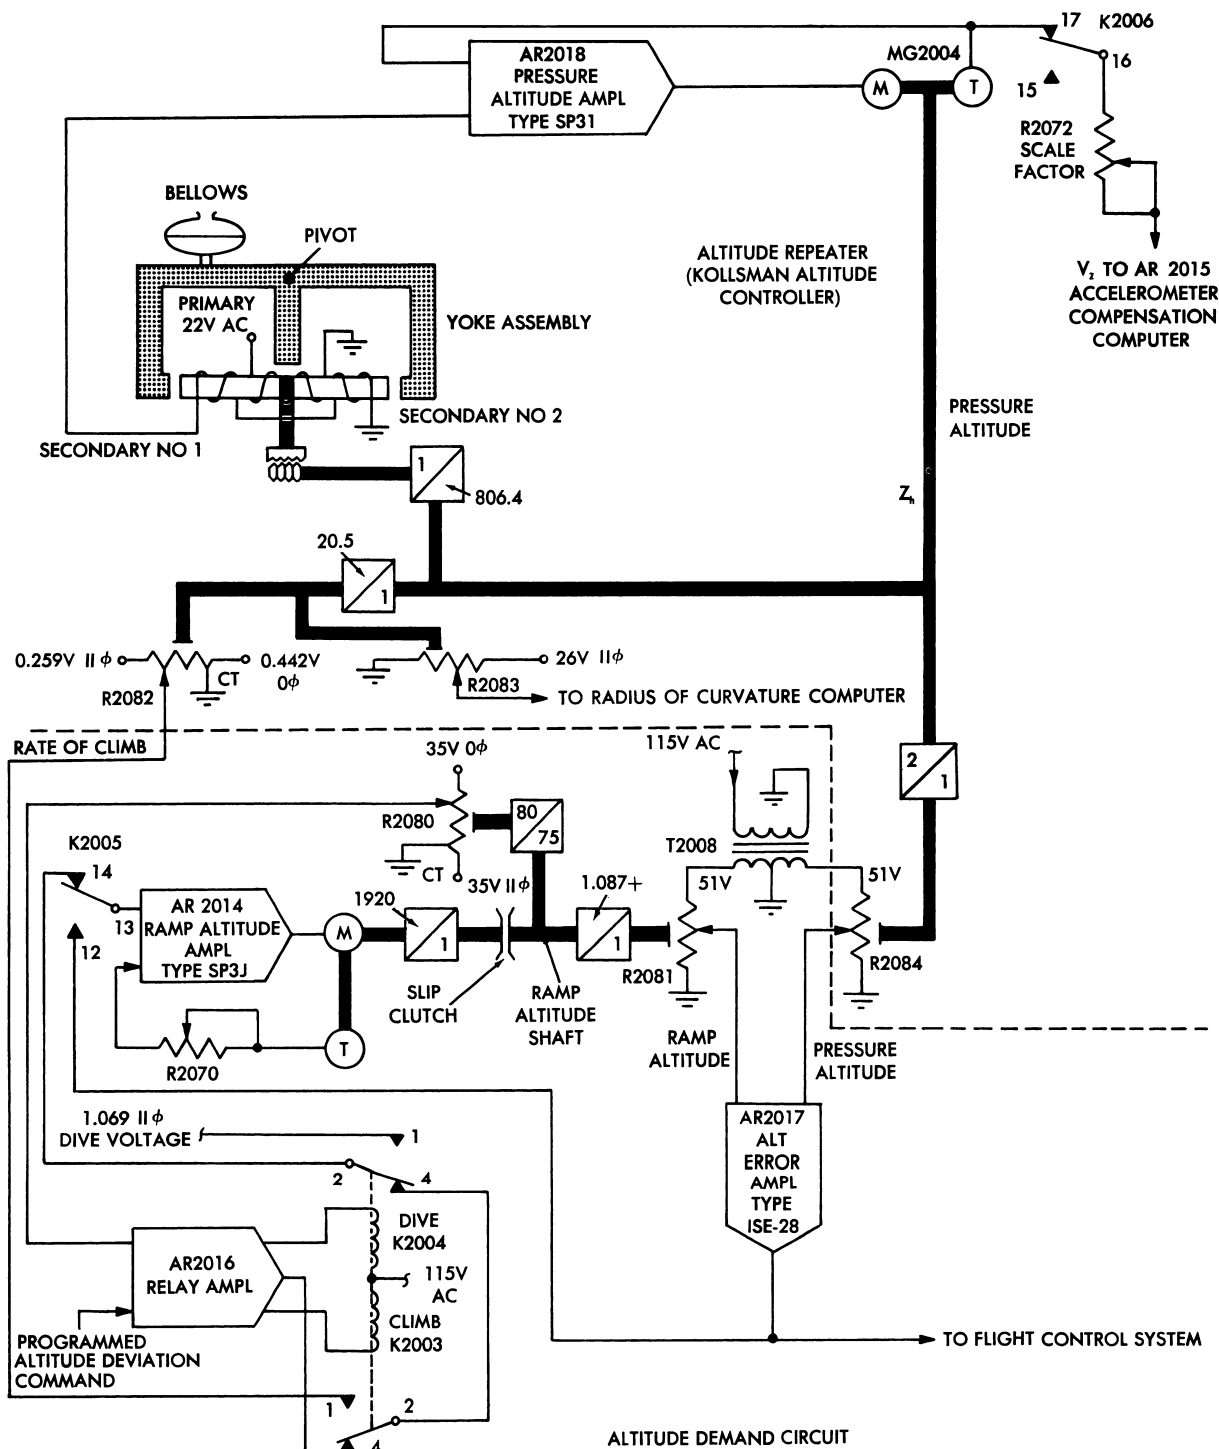 17 K2006
AR2018
PRESSURE
ALTITUDE AMPL
TYPE SP31
MG2004
M
T
16
15
R2072
SCALE
FACTOR
BELLOWS
PIVOT
PRIMARY
22V AC
YOKE ASSEMBLY
ALTITUDE REPEATER
(KOLLSMAN ALTITUDE
CONTROLLER)
Vz TO AR 2015
ACCELEROMETER
COMPENSATION
COMPUTER
SECONDARY NO 2
SECONDARY NO 1
PRESSURE
ALTITUDE
1
806.4
Zh
20.5
1
0.259V IIϕ
0.442V
0ϕ
CT
R2082
26V IIϕ
R2083
TO RADIUS OF CURVATURE COMPUTER
RATE OF CLIMB
35V 0ϕ
115V AC
2
1
R2080
80
75
K2005
14
T2008
CT
35V IIϕ
51V
51V
1920
1
1.087+
1
13
12
AR 2014
RAMP ALTITUDE
AMPL
TYPE SP3J
M
R2081
R2084
SLIP
CLUTCH
RAMP
ALTITUDE
SHAFT
T
R2070
RAMP
ALTITUDE
PRESSURE
ALTITUDE
1.069 IIϕ
DIVE VOLTAGE
1
2
4
AR2017
ALT
ERROR
AMPL
TYPE
ISE-28
DIVE
K2004
AR2016
RELAY AMPL
115V
AC
CLIMB
K2003
PROGRAMMED
ALTITUDE DEVIATION
COMMAND
TO FLIGHT CONTROL SYSTEM
1
2
4
ALTITUDE DEMAND CIRCUIT